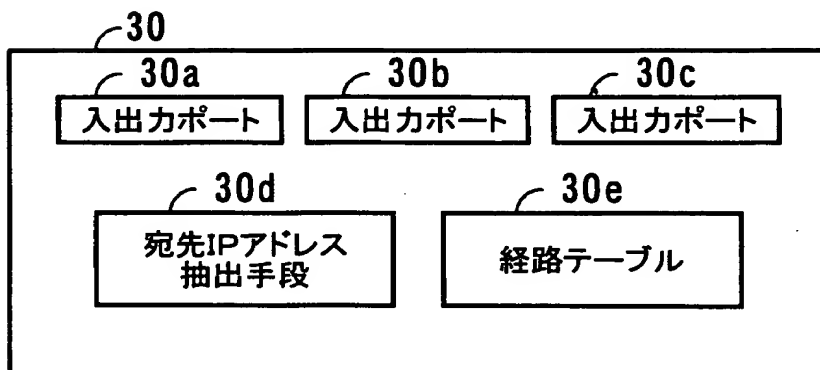 30
30a 30b 30c
入出力ポート 入出力ポート 入出力ポート
30d 30e
宛先IPアドレス
抽出手段
経路テーブル